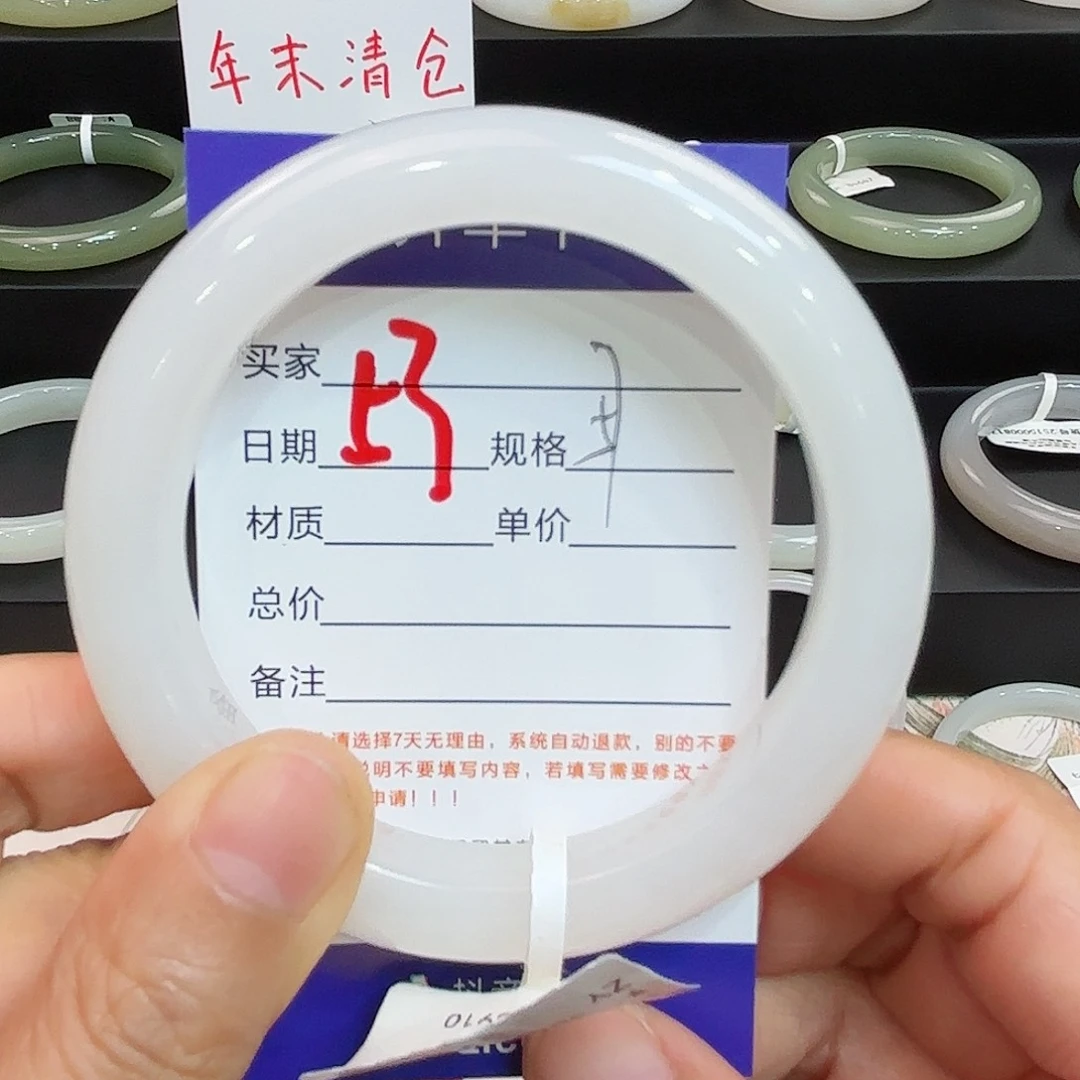 年末清仓
买家
日期 规格
材质 单价
总价
备注
请选择7天无理由，系统自动退款，别的不要
说明不要填写内容，若填写需要修改
申请！！！
抖音